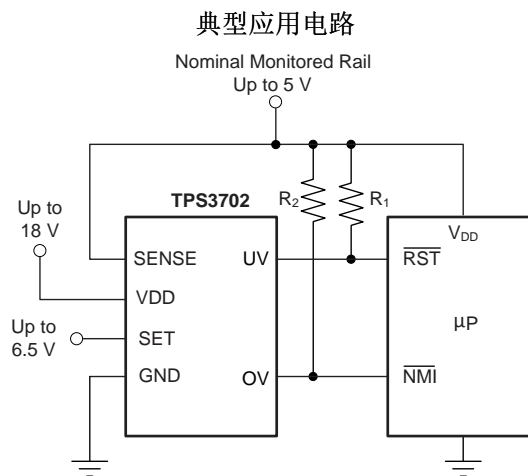 典型应用电路
Nominal Monitored Rail
Up to 5 V
TPS3702
R2
R1
Up to
18 V
VDD
SENSE
UV
RST
VDD
SET
Up to
6.5 V
µP
GND
OV
NMI